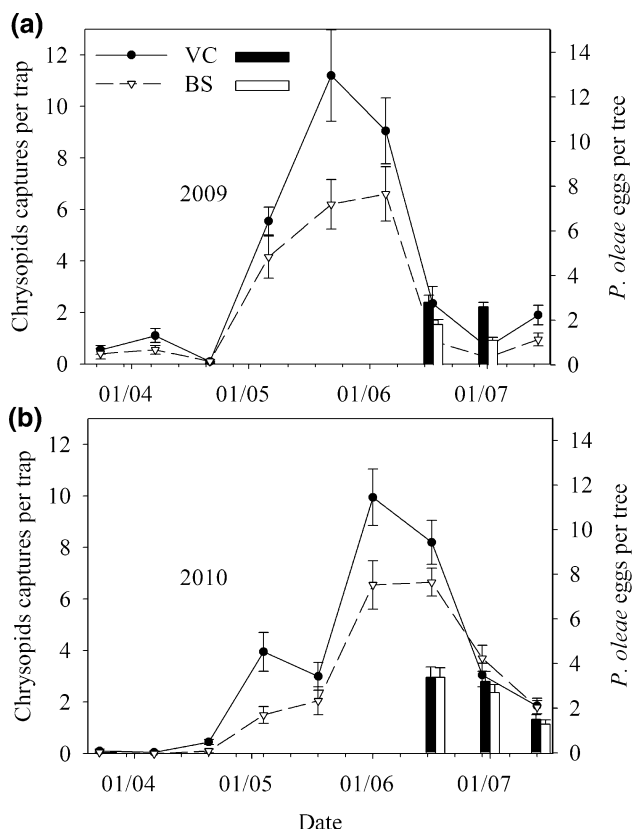 (a)
VC
BS
2009
Chrysopids captures per trap
12
10
8
6
4
2
0
14
12
10
8
6
4
2
0
P. oleae eggs per tree
01/04 01/05 01/06 01/07
(b)
2010
Chrysopids captures per trap
12
10
8
6
4
2
0
14
12
10
8
6
4
2
0
P. oleae eggs per tree
01/04 01/05 01/06 01/07
Date